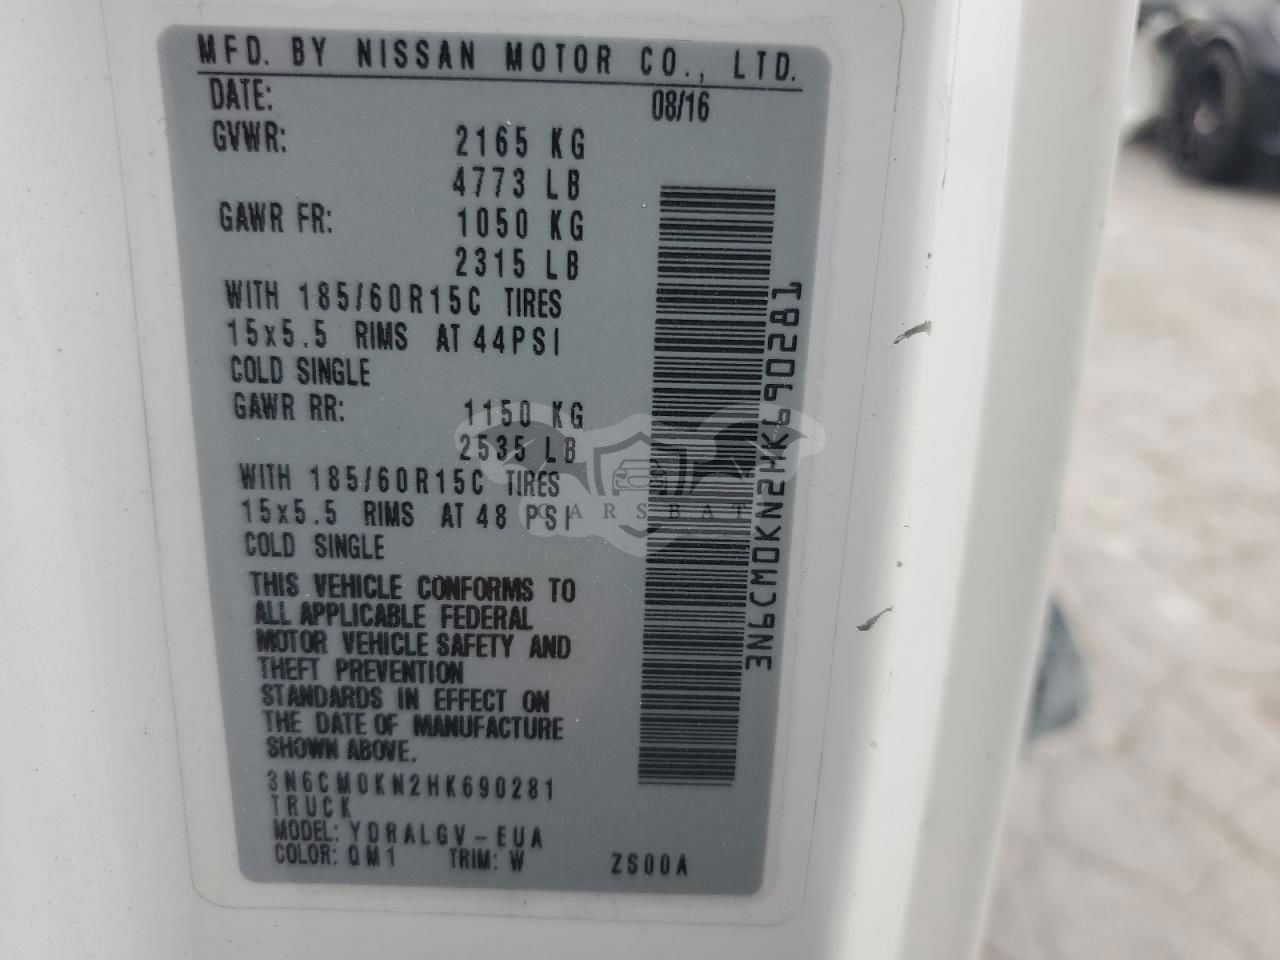 MFD. BY NISSAN MOTOR CO., LTD.
DATE: 08/16
GVWR: 2165 KG
4773 LB
GAWR FR: 1050 KG
2315 LB
WITH 185/60R15C TIRES
15x5.5 RIMS AT 44PSI
COLD SINGLE
GAWR RR: 1150 KG
2535 LB
WITH 185/60R15C TIRES
15x5.5 RIMS AT 48 PSI
COLD SINGLE
THIS VEHICLE CONFORMS TO
ALL APPLICABLE FEDERAL
MOTOR VEHICLE SAFETY AND
THEFT PREVENTION
STANDARDS IN EFFECT ON
THE DATE OF MANUFACTURE
SHOWN ABOVE.
3N6CM0KN2HK690281
TRUCK
MODEL: YDRALGV-EUA
COLOR: QM1 TRIM: W ZS00A
3N6CM0KN2HK690281
CARSBAT